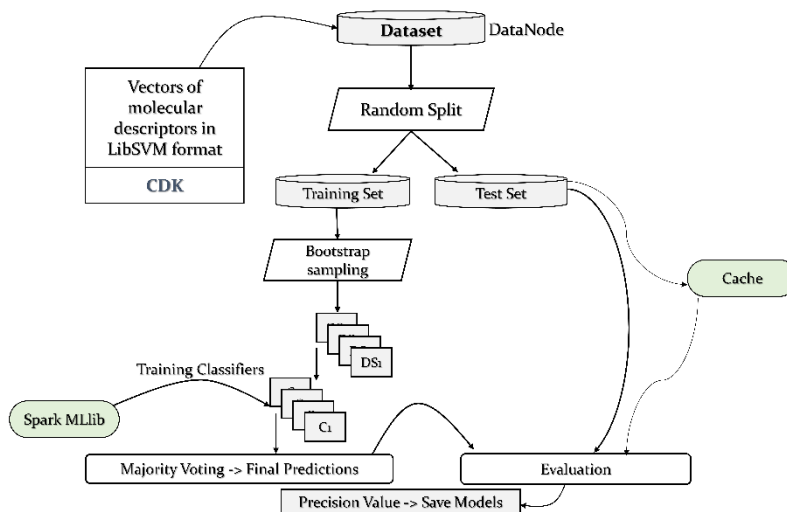 Dataset
DataNode
Vectors of
molecular
descriptors in
LibSVM format
CDK
Random Split
Training Set
Test Set
Bootstrap
sampling
Cache
DS1
Training Classifiers
C1
Spark MLlib
Majority Voting -> Final Predictions
Evaluation
Precision Value -> Save Models